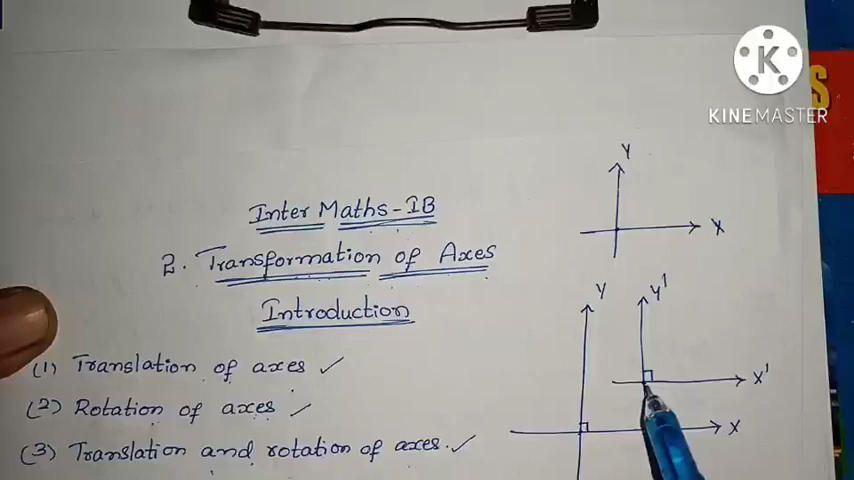 K
KINEMASTER
S
Inter Maths-IB
2. Transformation of Axes
Introduction
(1) Translation of axes ✓
(2) Rotation of axes ✓
(3) Translation and rotation of axes. ✓
Y
X
Y Y'
X'
X